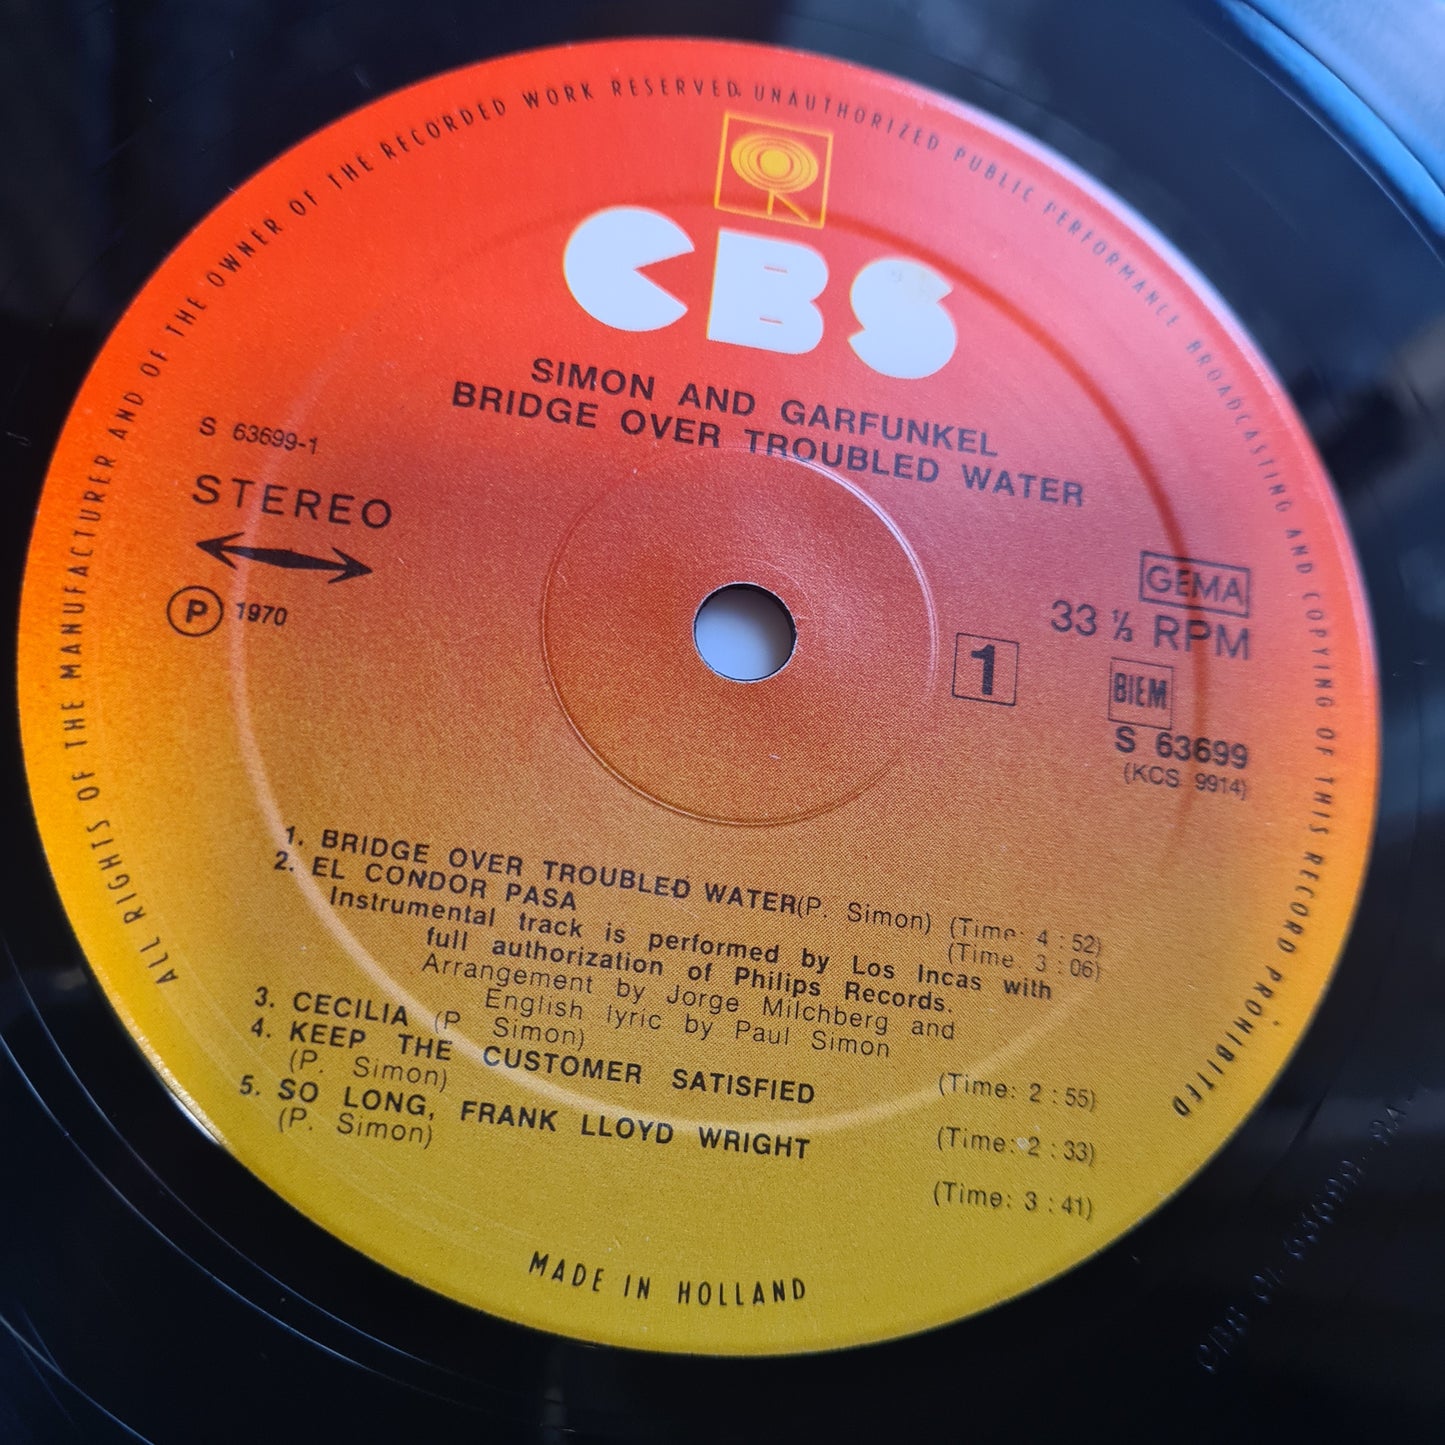 ALL RIGHTS OF THE MANUFACTURER AND OF THE OWNER OF THE RECORDED WORK RESERVED. UNAUTHORIZED PUBLIC PERFORMANCE BROADCASTING AND COPYING OF THIS RECORD PROHIBITED
CBS
SIMON AND GARFUNKEL
BRIDGE OVER TROUBLED WATER
S 63699-1
STEREO
P 1970
GEMA
33 ⅓ RPM
1
BIEM
S 63699
(KCS 9914)
1. BRIDGE OVER TROUBLED WATER (P. Simon) (Time: 4:52)
2. EL CONDOR PASA (Time: 3:06)
Instrumental track is performed by Los Incas with
full authorization of Philips Records.
Arrangement by Jorge Milchberg and
English lyric by Paul Simon
3. CECILIA (P. Simon) (Time: 2:55)
4. KEEP THE CUSTOMER SATISFIED
(P. Simon) (Time: 2:33)
5. SO LONG, FRANK LLOYD WRIGHT
(P. Simon) (Time: 3:41)
MADE IN HOLLAND